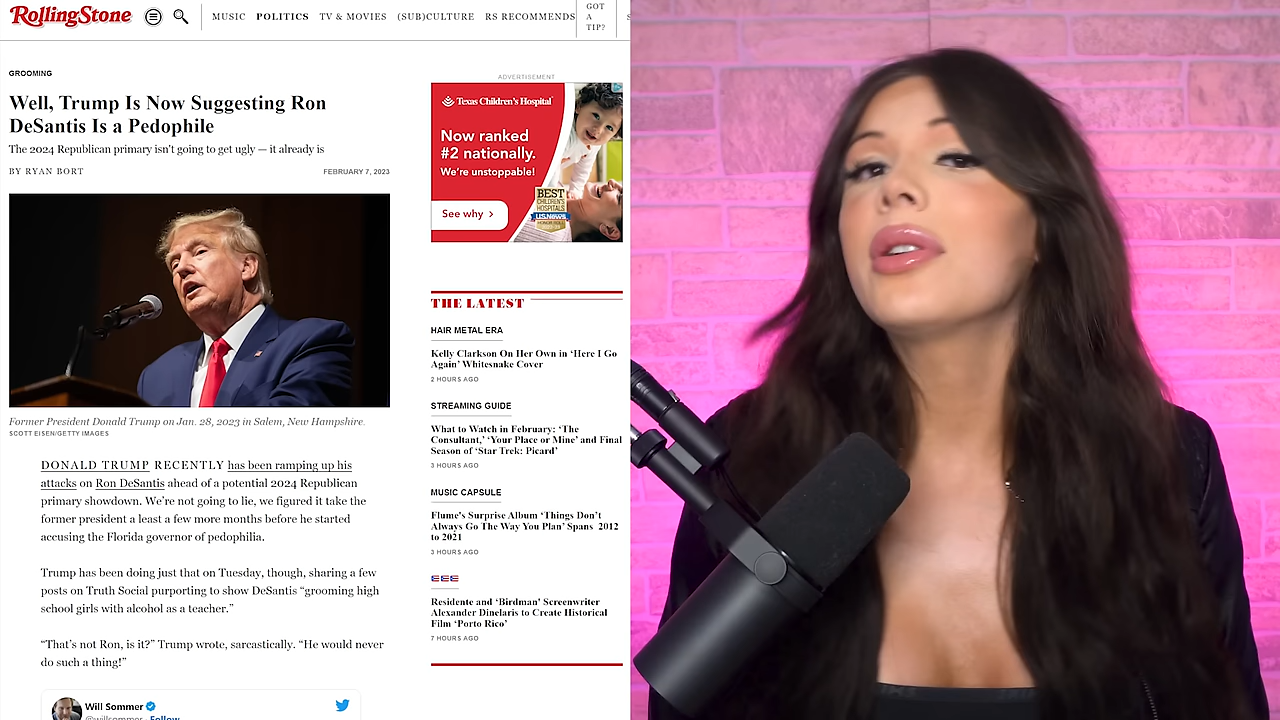 RollingStone
MUSIC POLITICS TV & MOVIES (SUB)CULTURE RS RECOMMENDS
GOT
A
TIP?
GROOMING
Well, Trump Is Now Suggesting Ron
DeSantis Is a Pedophile
The 2024 Republican primary isn't going to get ugly — it already is
BY RYAN BORT
FEBRUARY 7, 2023
Former President Donald Trump on Jan. 28, 2023 in Salem, New Hampshire.
SCOTT EISEN/GETTY IMAGES
DONALD TRUMP RECENTLY has been ramping up his
attacks on Ron DeSantis ahead of a potential 2024 Republican
primary showdown. We're not going to lie, we figured it take the
former president a least a few more months before he started
accusing the Florida governor of pedophilia.
Trump has been doing just that on Tuesday, though, sharing a few
posts on Truth Social purporting to show DeSantis “grooming high
school girls with alcohol as a teacher.”
“That's not Ron, is it?” Trump wrote, sarcastically. “He would never
do such a thing!”
Will Sommer
@willsommer · Follow
ADVERTISEMENT
Texas Children's Hospital
Now ranked
#2 nationally.
We're unstoppable!
See why >
BEST
CHILDREN'S
HOSPITALS
U.S. News
THE LATEST
HAIR METAL ERA
Kelly Clarkson On Her Own in ‘Here I Go
Again’ Whitesnake Cover
2 HOURS AGO
STREAMING GUIDE
What to Watch in February: ‘The
Consultant,’ ‘Your Place or Mine’ and Final
Season of ‘Star Trek: Picard’
3 HOURS AGO
MUSIC CAPSULE
Flume's Surprise Album ‘Things Don't
Always Go The Way You Plan’ Spans 2012
to 2021
3 HOURS AGO
Residente and ‘Birdman’ Screenwriter
Alexander Dinelaris to Create Historical
Film ‘Porto Rico’
7 HOURS AGO